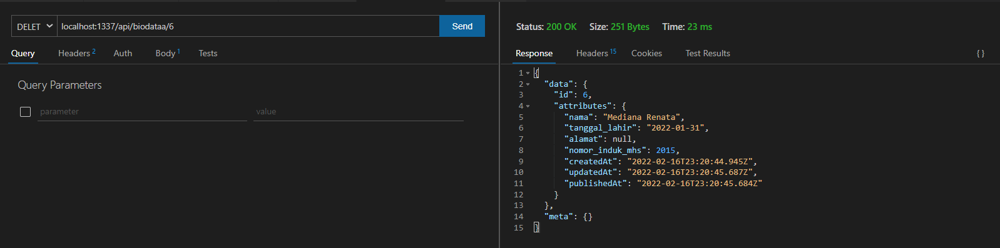 DELET localhost:1337/api/biodataa/6 Send
Query Headers 2 Auth Body 1 Tests
Query Parameters
parameter value
Status: 200 OK Size: 251 Bytes Time: 23 ms
Response Headers 15 Cookies Test Results { }
1 {
2 "data": {
3 "id": 6,
4 "attributes": {
5 "nama": "Mediana Renata",
6 "tanggal_lahir": "2022-01-31",
7 "alamat": null,
8 "nomor_induk_mhs": 2015,
9 "createdAt": "2022-02-16T23:20:44.945Z",
10 "updatedAt": "2022-02-16T23:20:45.687Z",
11 "publishedAt": "2022-02-16T23:20:45.684Z"
12 }
13 },
14 "meta": {}
15 }